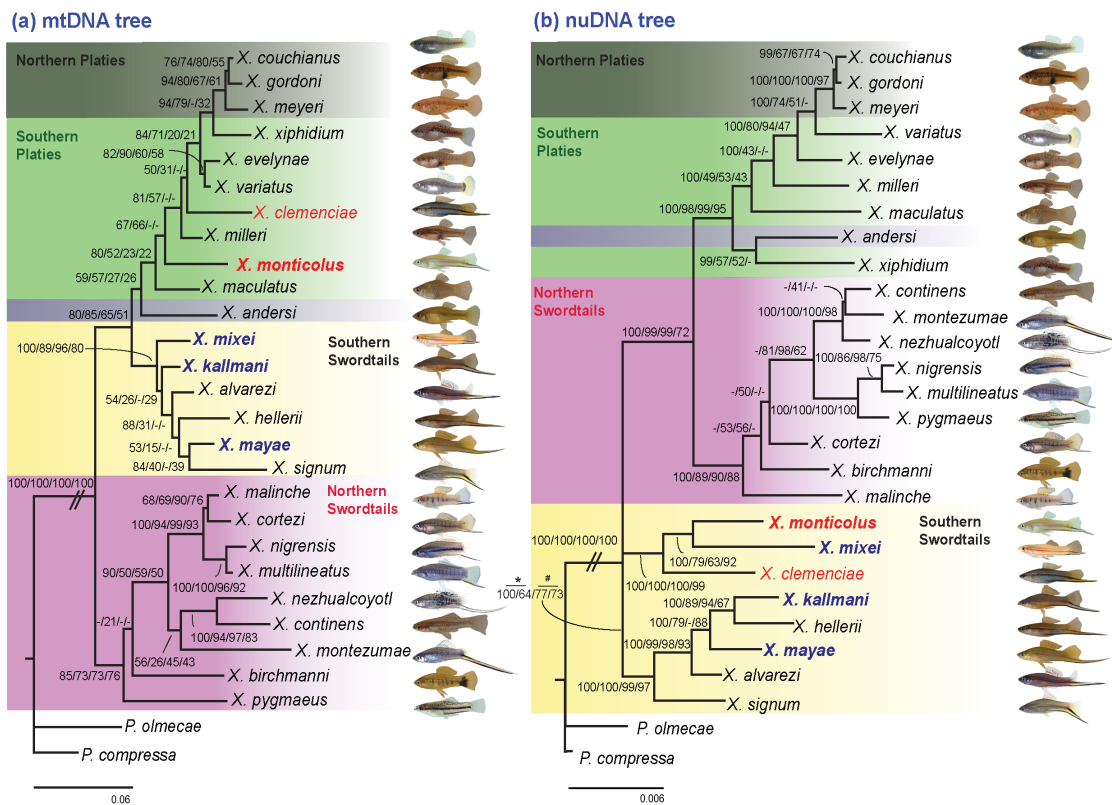 (a) mtDNA tree
Northern Platies
76/74/80/55
X. couchianus
94/80/67/61
X. gordoni
94/79/-/32
X. meyeri
Southern
Platies
84/71/20/21
X. xiphidium
82/90/60/58
X. evelynae
50/31/-/-
X. variatus
81/57/-/-
X. clemenciae
67/66/-/-
X. milleri
80/52/23/22
X. monticolus
59/57/27/26
X. maculatus
80/85/65/51
X. andersi
100/89/96/80
X. mixei
Southern
Swordtails
X. kallmani
54/26/-/29
X. alvarezi
88/31/-/-
X. hellerii
53/15/-/-
X. mayae
84/40/-/39
X. signum
100/100/100/100
68/69/90/76
X. malinche
Northern
Swordtails
100/94/99/93
X. cortezi
X. nigrensis
90/50/59/50
X. multilineatus
100/100/96/92
X. nezhualcoyotl
-/21/-/-
X. continens
100/94/97/83
X. montezumae
56/26/45/43
85/73/73/76
X. birchmanni
X. pygmaeus
P. olmecae
P. compressa
0.06
(b) nuDNA tree
Northern Platies
99/67/67/74
X. couchianus
100/100/100/97
X. gordoni
100/74/51/-
X. meyeri
Southern
Platies
100/80/94/47
X. variatus
100/43/-/-
X. evelynae
100/49/53/43
X. milleri
100/98/99/95
X. maculatus
X. andersi
99/57/52/-
X. xiphidium
Northern
Swordtails
-/41/-/-
X. continens
100/100/100/98
X. montezumae
100/99/99/72
X. nezhualcoyotl
-/81/98/62
100/86/98/75
X. nigrensis
-/50/-/-
X. multilineatus
100/100/100/100
X. pygmaeus
-/53/56/-
X. cortezi
100/89/90/88
X. birchmanni
X. malinche
X. monticolus
Southern
Swordtails
100/100/100/100
X. mixei
100/79/63/92
X. clemenciae
100/100/100/99
* #
100/64/77/73
100/89/94/67
X. kallmani
100/79/-/88
X. hellerii
100/99/98/93
X. mayae
X. alvarezi
100/100/99/97
X. signum
P. olmecae
P. compressa
0.006